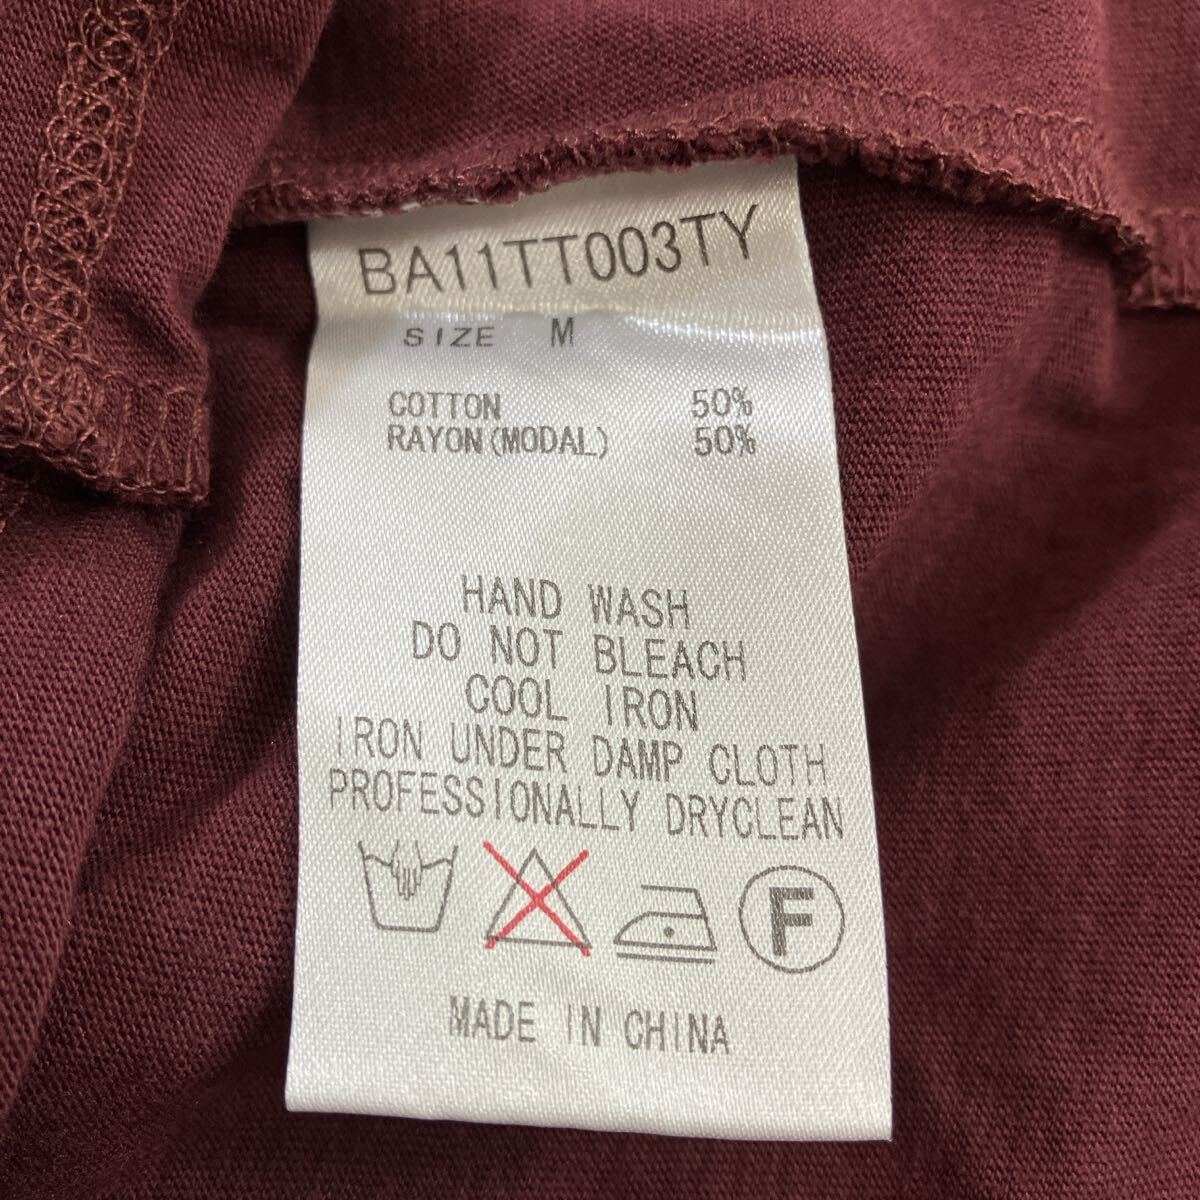 BA11TT003TY
SIZE M
COTTON 50%
RAYON(MODAL) 50%
HAND WASH
DO NOT BLEACH
COOL IRON
IRON UNDER DAMP CLOTH
PROFESSIONALLY DRYCLEAN
F
MADE IN CHINA